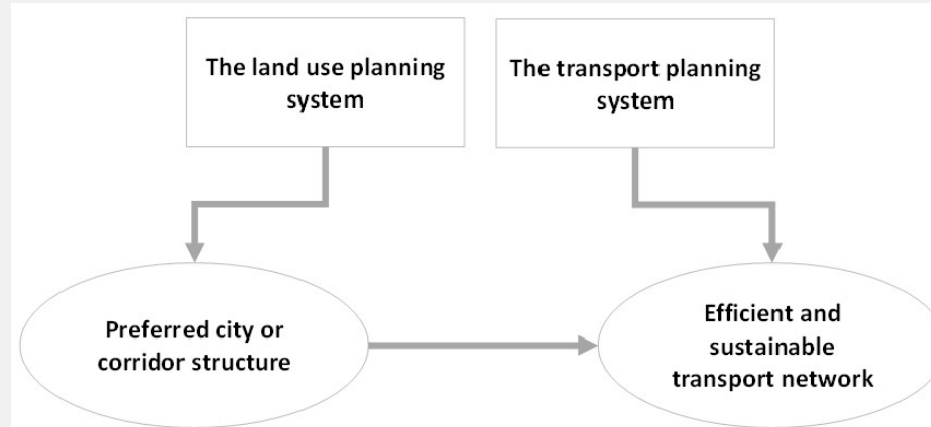 The land use planning
system
The transport planning
system
Preferred city or
corridor structure
Efficient and
sustainable
transport network